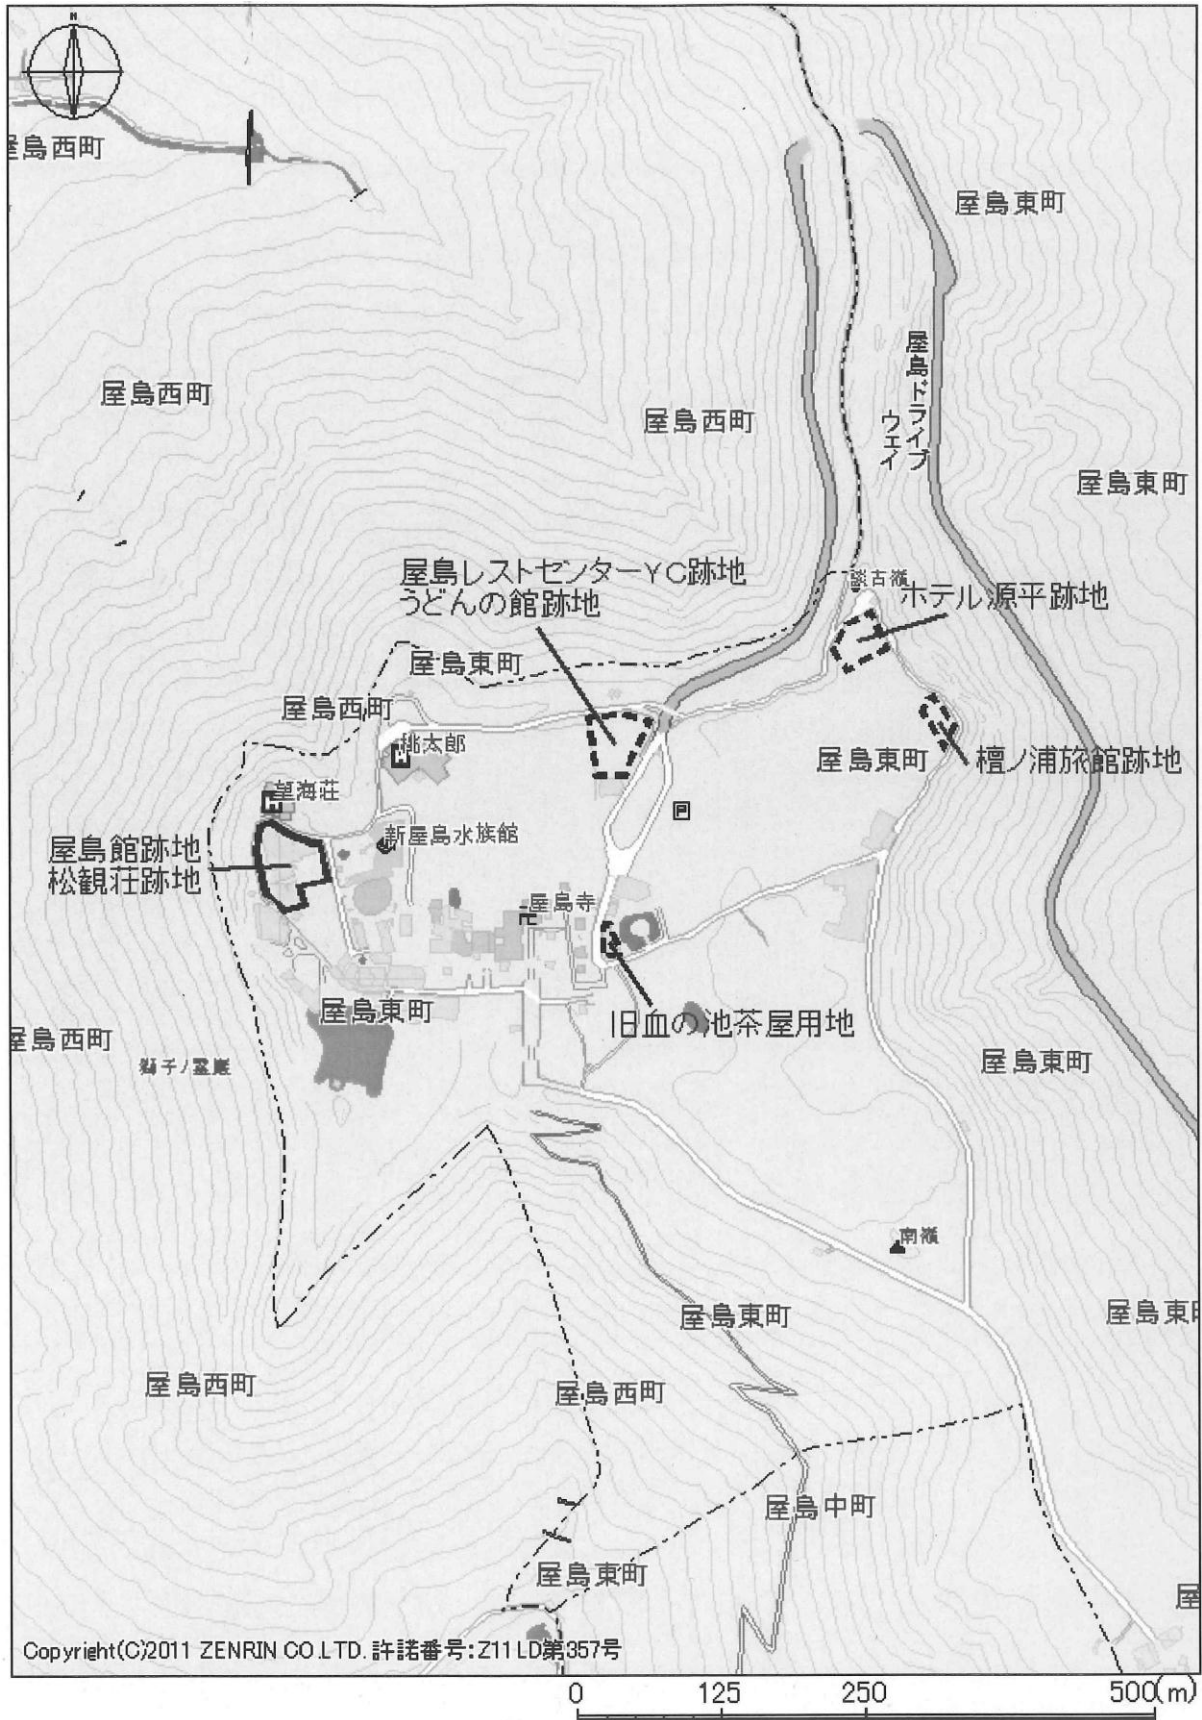 N
屋島西町
屋島東町
屋島ドライブウェイ
屋島西町
屋島西町
屋島東町
屋島レストセンターYC跡地
うどんの館跡地
談古嶺
ホテル源平跡地
屋島東町
屋島西町
桃太郎
屋島東町
檀ノ浦旅館跡地
望海荘
P
新屋島水族館
屋島館跡地
松観荘跡地
屋島寺
屋島東町
旧血の池茶屋用地
屋島西町
獅子ノ霊巌
屋島東町
南嶺
屋島東町
屋島東町
屋島西町
屋島西町
屋島中町
屋島東町
屋
Copyright(C)2011 ZENRIN CO.LTD. 許諾番号:Z11LD第357号
0 125 250 500(m)